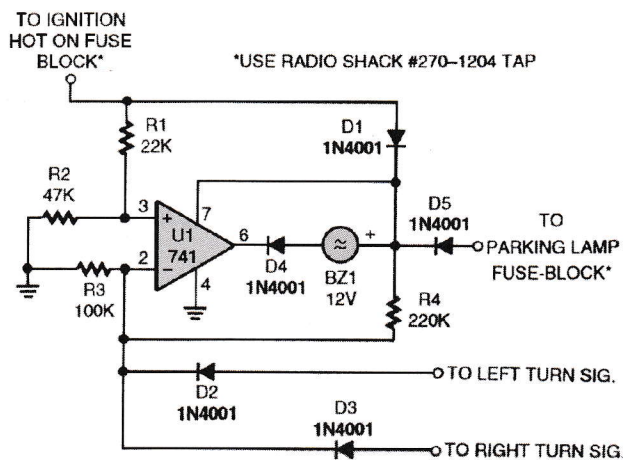 TO IGNITION
HOT ON FUSE
BLOCK*
*USE RADIO SHACK #270–1204 TAP
R1
22K
D1
1N4001
R2
47K
3
+
7
U1
741
6
2
−
4
R3
100K
D4
1N4001
≈
+
BZ1
12V
D5
1N4001
TO
PARKING LAMP
FUSE-BLOCK*
R4
220K
D2
1N4001
TO LEFT TURN SIG.
D3
1N4001
TO RIGHT TURN SIG.